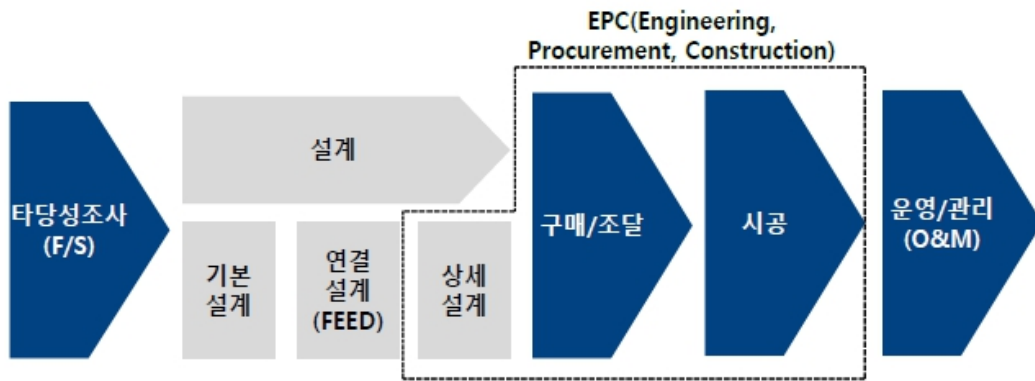 EPC(Engineering,
Procurement, Construction)
설계
타당성조사
(F/S)
구매/조달
시공
운영/관리
(O&M)
기본
설계
연결
설계
(FEED)
상세
설계